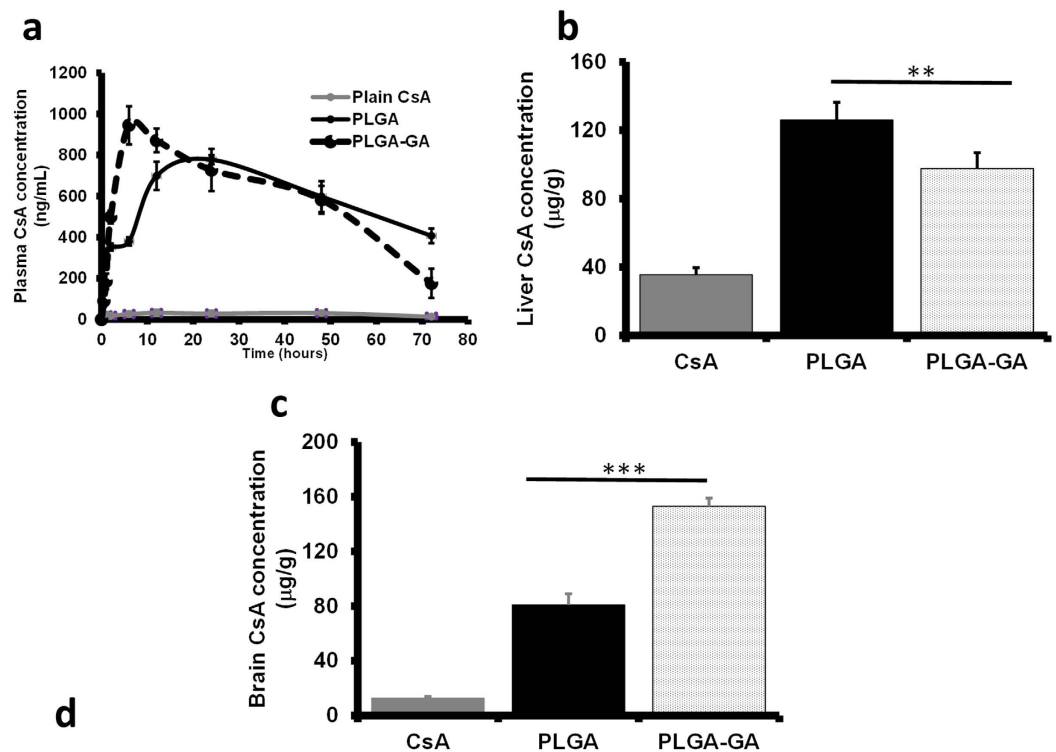 a
Plasma CsA concentration
(ng/mL)
1200
1000
800
600
400
200
0
0 10 20 30 40 50 60 70 80
Time (hours)
Plain CsA
PLGA
PLGA-GA
b
Liver CsA concentration
(µg/g)
160
120
80
40
0
**
CsA PLGA PLGA-GA
c
Brain CsA concentration
(µg/g)
200
160
120
80
40
0
***
CsA PLGA PLGA-GA
d